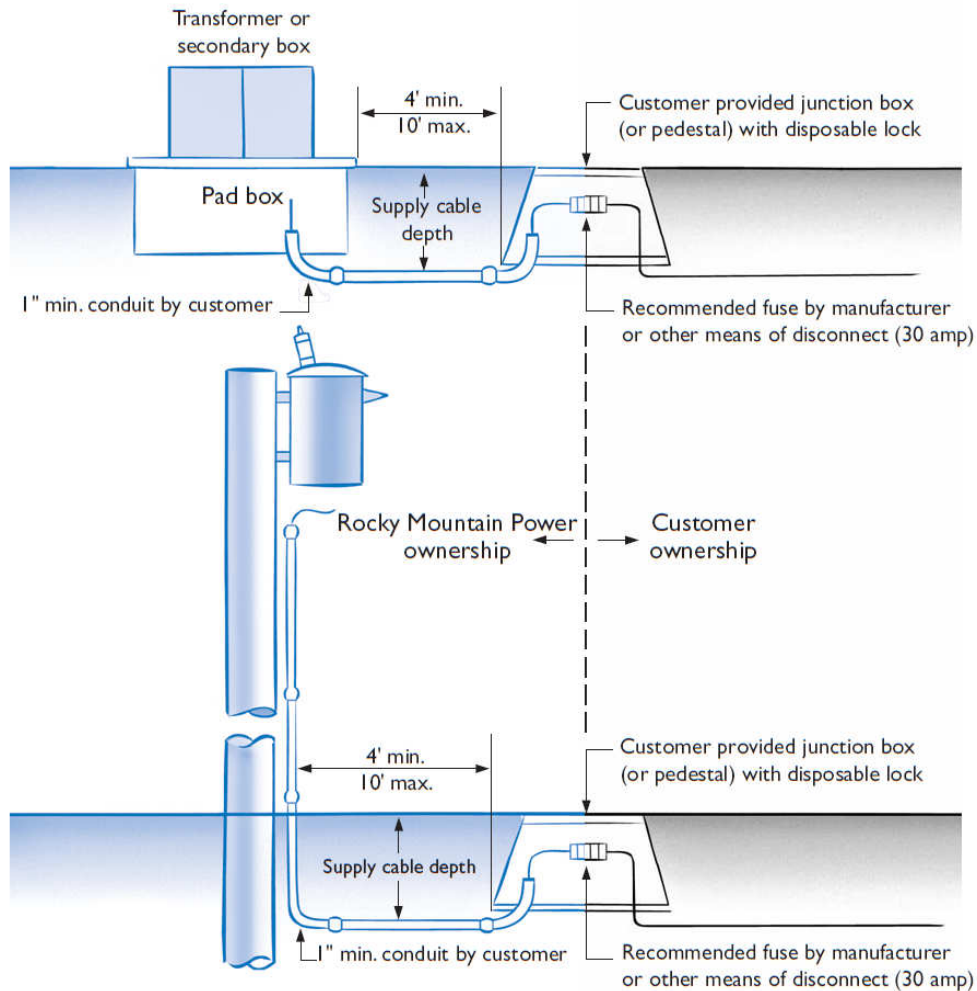 Transformer or
secondary box
4' min.
10' max.
Customer provided junction box
(or pedestal) with disposable lock
Pad box
Supply cable
depth
1" min. conduit by customer
Recommended fuse by manufacturer
or other means of disconnect (30 amp)
Rocky Mountain Power
ownership
Customer
ownership
4' min.
10' max.
Customer provided junction box
(or pedestal) with disposable lock
Supply cable depth
1" min. conduit by customer
Recommended fuse by manufacturer
or other means of disconnect (30 amp)